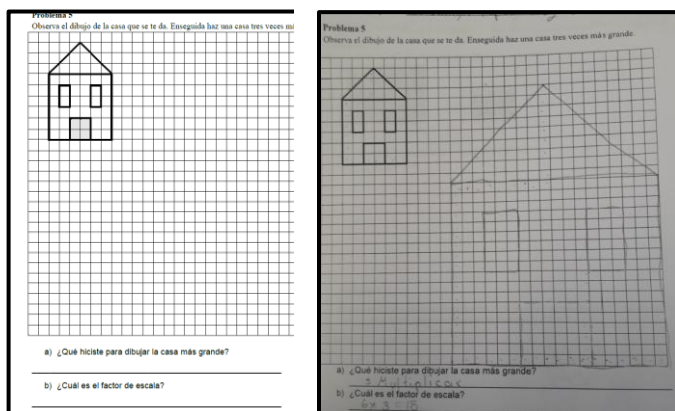 Problema 5
Observa el dibujo de la casa que se te da. Enseguida haz una casa tres veces
a) ¿Qué hiciste para dibujar la casa más grande?
b) ¿Cuál es el factor de escala?
Problema 5
Observa el dibujo de la casa que se te da. Enseguida haz una casa tres veces más grande.
a) ¿Qué hiciste para dibujar la casa más grande?
Multiplicar
b) ¿Cuál es el factor de escala?
6x3=18